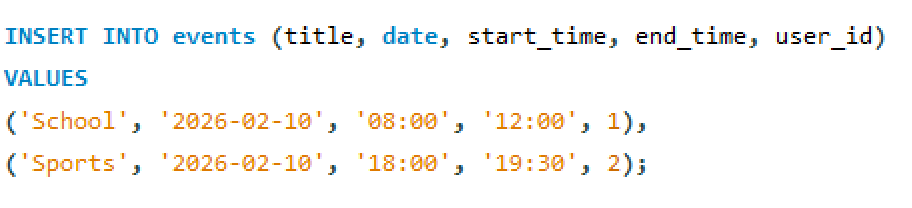 INSERT INTO events (title, date, start_time, end_time, user_id)
VALUES
('School', '2026-02-10', '08:00', '12:00', 1),
('Sports', '2026-02-10', '18:00', '19:30', 2);